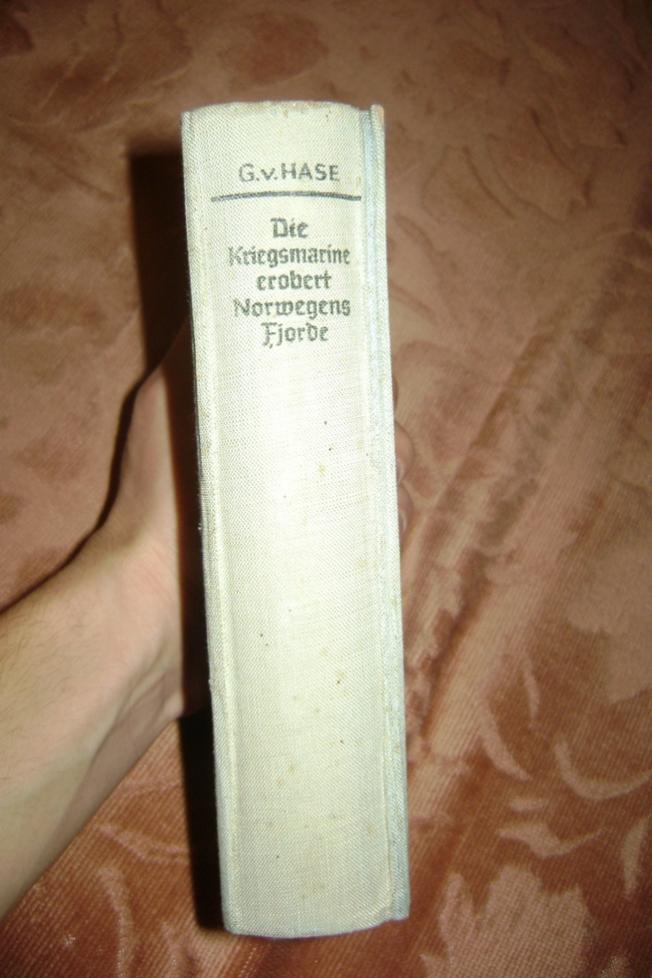 G.v.HASE
Die
Kriegsmarine
erobert
Norwegens
Fjorde